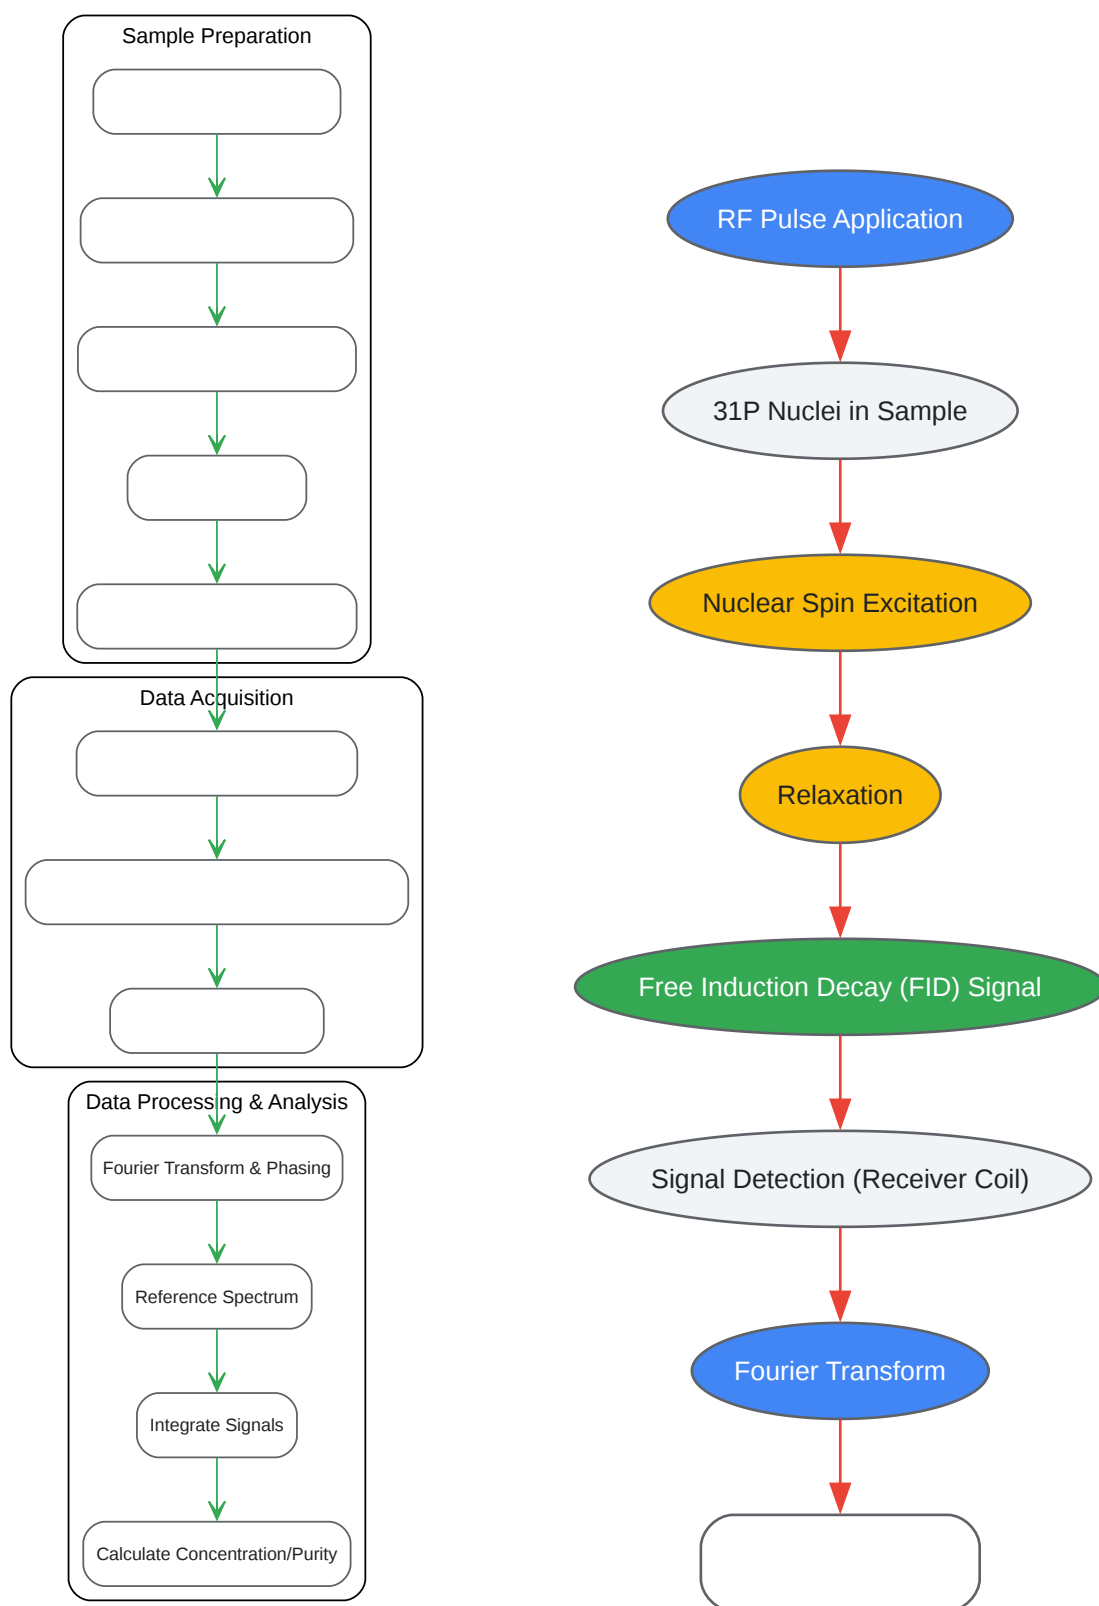 Sample Preparation
Data Acquisition
Data Processing & Analysis
Fourier Transform & Phasing
Reference Spectrum
Integrate Signals
Calculate Concentration/Purity
RF Pulse Application
31P Nuclei in Sample
Nuclear Spin Excitation
Relaxation
Free Induction Decay (FID) Signal
Signal Detection (Receiver Coil)
Fourier Transform